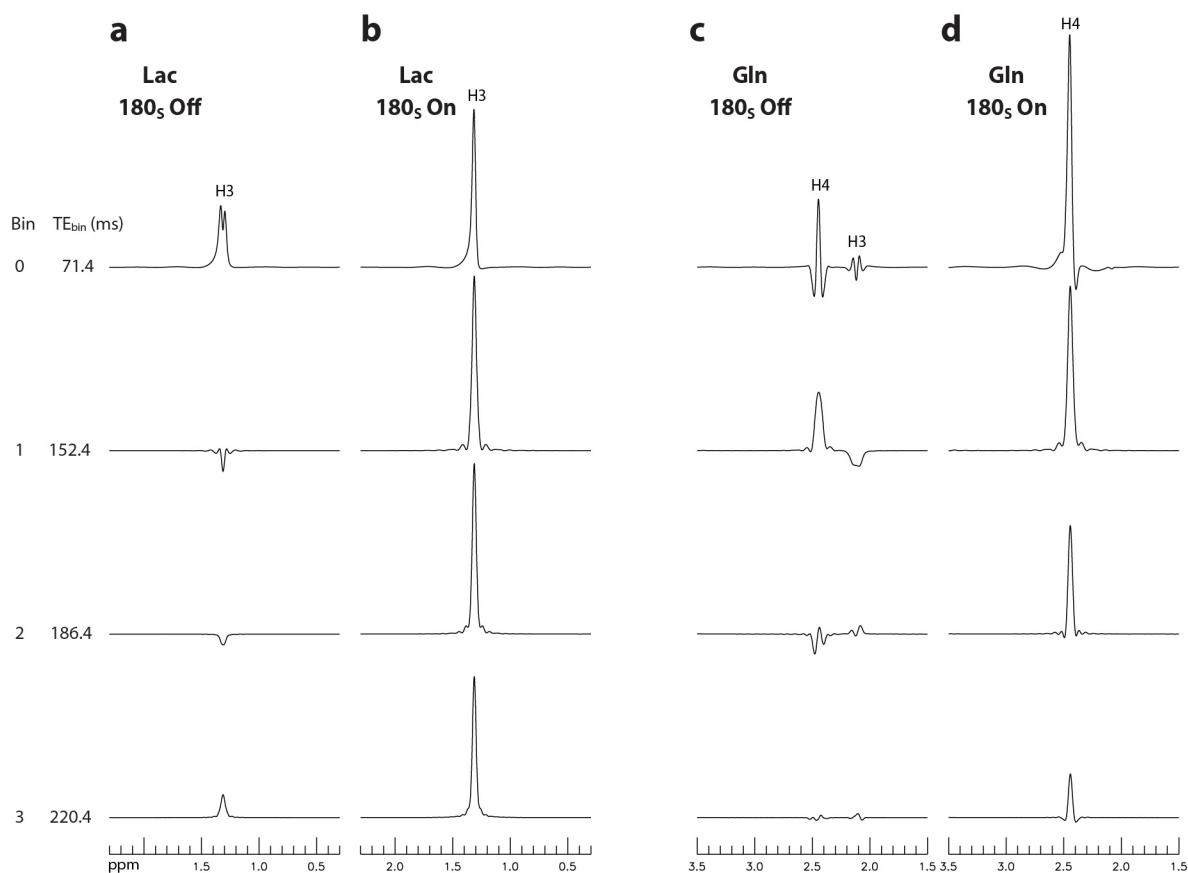 a b c d
Lac Lac Gln Gln
180S Off 180S On 180S Off 180S On
H4
H3
H3
H4
H3
Bin TEbin (ms)
0 71.4
1 152.4
2 186.4
3 220.4
ppm 1.5 1.0 2.0 1.5 1.0 0.5 3.5 3.0 2.5 2.0 1.5 3.5 3.0 2.5 2.0 1.5